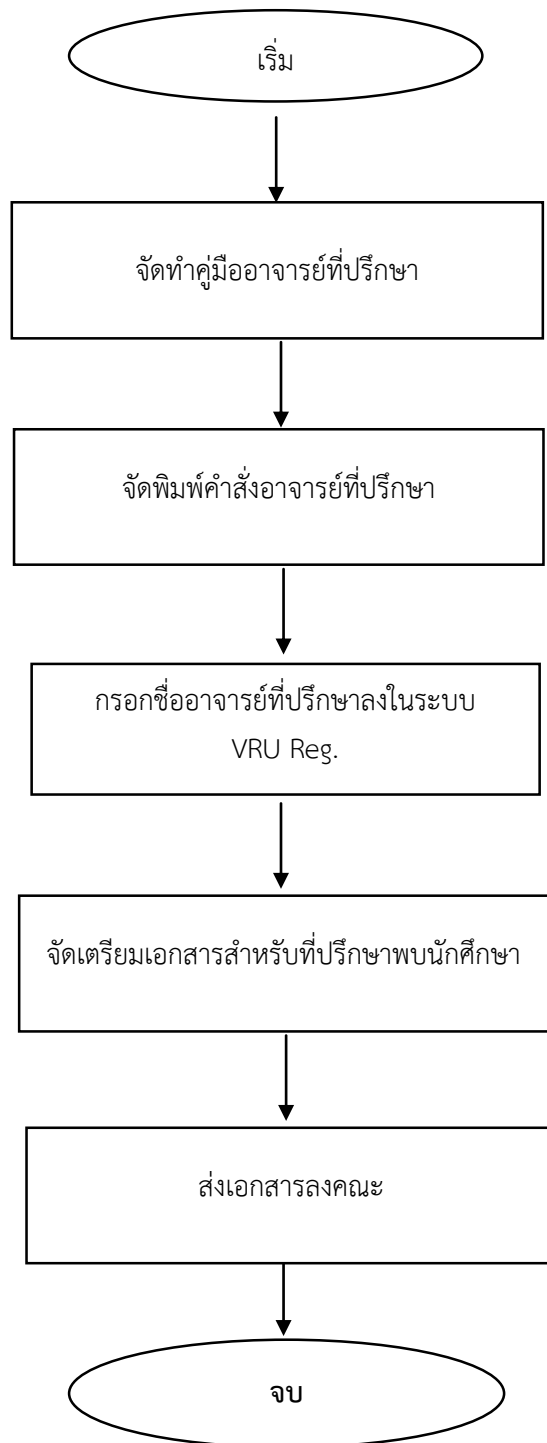 เริ่ม
จัดทำคู่มืออาจารย์ที่ปรึกษา
จัดพิมพ์คำสั่งอาจารย์ที่ปรึกษา
กรอกชื่ออาจารย์ที่ปรึกษาลงในระบบ
VRU Reg.
จัดเตรียมเอกสารสำหรับที่ปรึกษาพบนักศึกษา
ส่งเอกสารลงคณะ
จบ